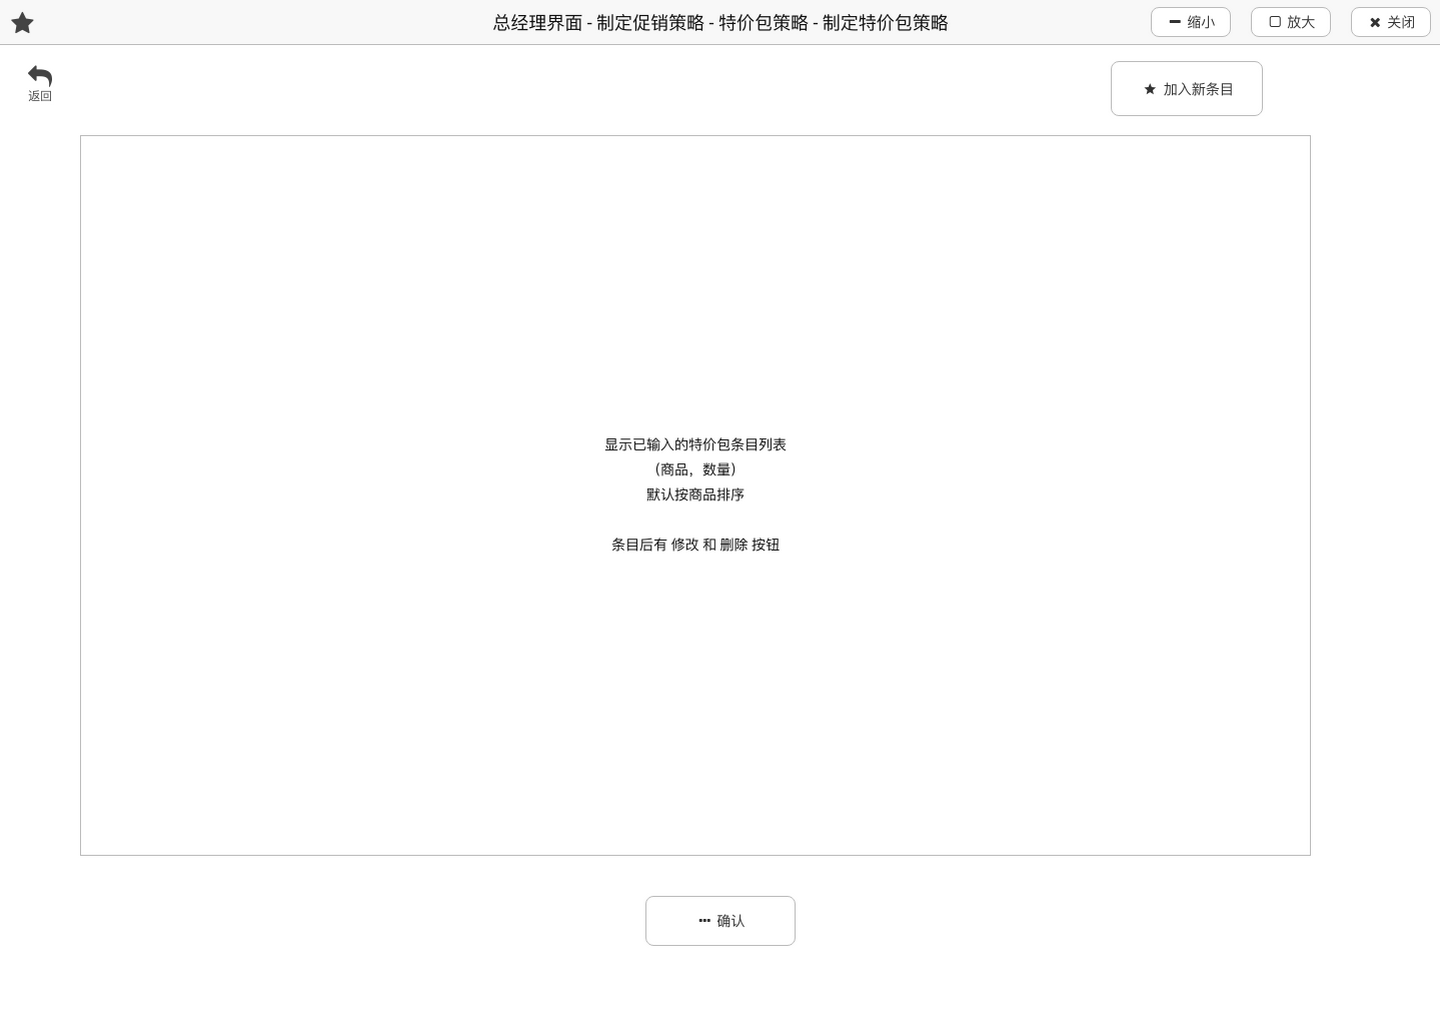 总经理界面 - 制定促销策略 - 特价包策略 - 制定特价包策略
缩小
放大
关闭
返回
加入新条目
显示已输入的特价包条目列表
（商品，数量）
默认按商品排序
条目后有 修改 和 删除 按钮
确认